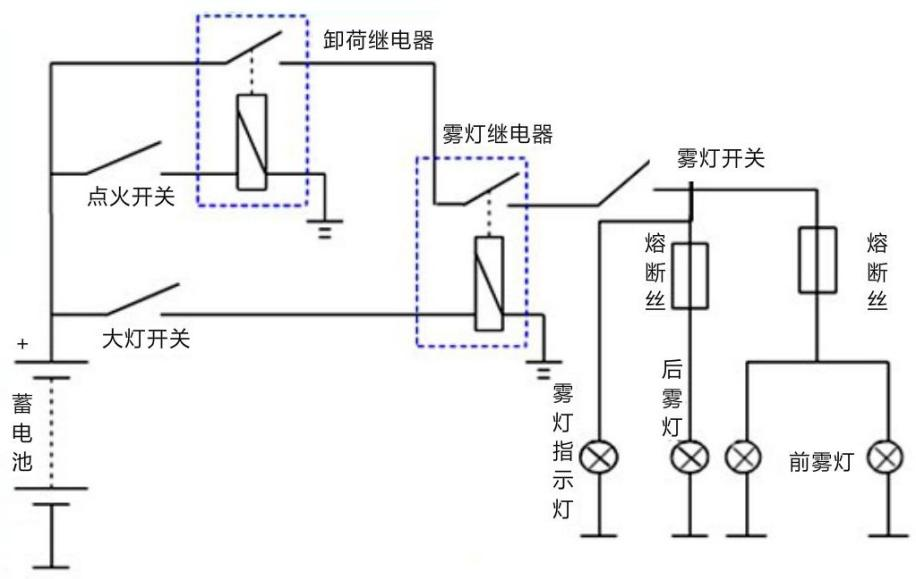 卸荷继电器
雾灯继电器
雾灯开关
点火开关
熔断丝
熔断丝
大灯开关
+
蓄电池
雾灯指示灯
后雾灯
前雾灯